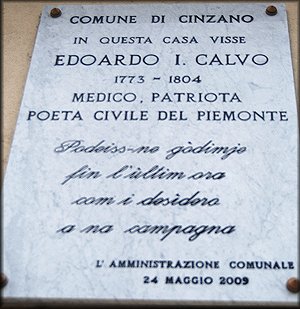 COMUNE DI CINZANO
IN QUESTA CASA VISSE
EDOARDO I. CALVO
1773 - 1804
MEDICO, PATRIOTA
POETA CIVILE DEL PIEMONTE
Podeiss-ne gòdimje
fin l'ùltim ora
com i desidero
a na campagna
L'AMMINISTRAZIONE COMUNALE
24 MAGGIO 2009